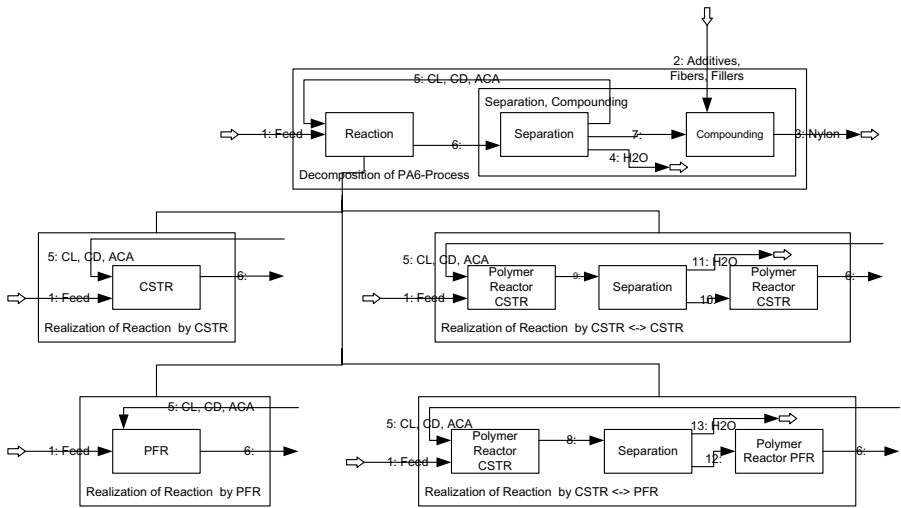 2: Additives,
Fibers, Fillers
5: CL, CD, ACA
Separation, Compounding
1: Feed
Reaction
6:
Separation
7:
Compounding
3: Nylon
4: H2O
Decomposition of PA6-Process
5: CL, CD, ACA
CSTR
6:
1: Feed
Realization of Reaction by CSTR
5: CL, CD, ACA
Polymer
Reactor
CSTR
9:
Separation
11: H2O
10:
Polymer
Reactor
CSTR
6:
1: Feed
Realization of Reaction by CSTR <-> CSTR
5: CL, CD, ACA
1: Feed
PFR
6:
Realization of Reaction by PFR
5: CL, CD, ACA
Polymer
Reactor
CSTR
8:
Separation
13: H2O
12:
Polymer
Reactor PFR
6:
1: Feed
Realization of Reaction by CSTR <-> PFR